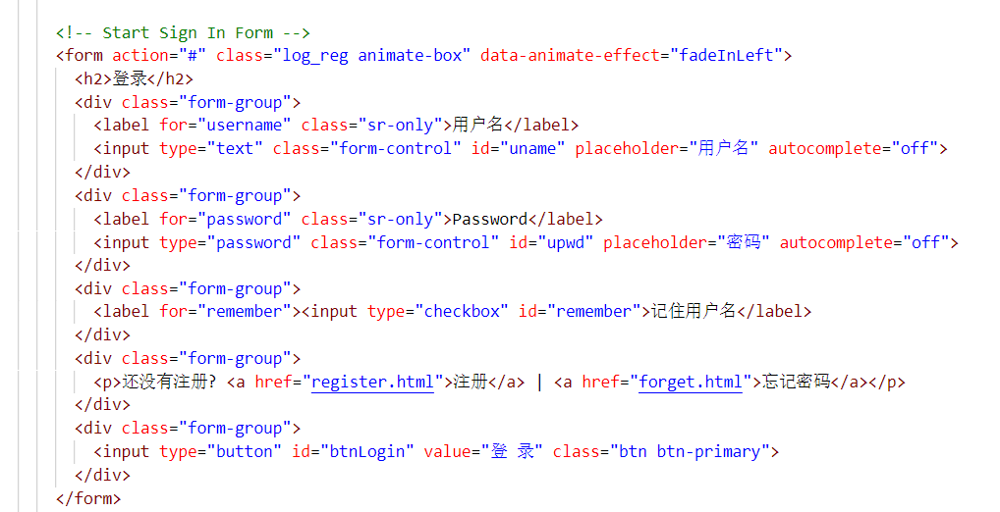 <!-- Start Sign In Form -->
<form action="#" class="log_reg animate-box" data-animate-effect="fadeInLeft">
<h2>登录</h2>
<div class="form-group">
<label for="username" class="sr-only">用户名</label>
<input type="text" class="form-control" id="uname" placeholder="用户名" autocomplete="off">
</div>
<div class="form-group">
<label for="password" class="sr-only">Password</label>
<input type="password" class="form-control" id="upwd" placeholder="密码" autocomplete="off">
</div>
<div class="form-group">
<label for="remember"><input type="checkbox" id="remember">记住用户名</label>
</div>
<div class="form-group">
<p>还没有注册? <a href="register.html">注册</a> | <a href="forget.html">忘记密码</a></p>
</div>
<div class="form-group">
<input type="button" id="btnLogin" value="登 录" class="btn btn-primary">
</div>
</form>